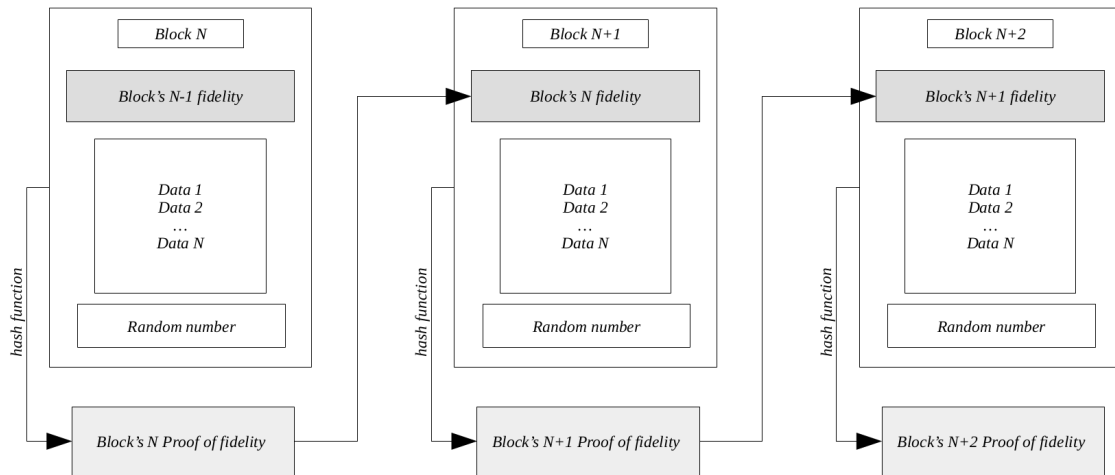 Block N
Block's N-1 fidelity
Data 1
Data 2
…
Data N
Random number
hash function
Block's N Proof of fidelity
Block N+1
Block's N fidelity
Data 1
Data 2
…
Data N
Random number
hash function
Block's N+1 Proof of fidelity
Block N+2
Block's N+1 fidelity
Data 1
Data 2
…
Data N
Random number
hash function
Block's N+2 Proof of fidelity